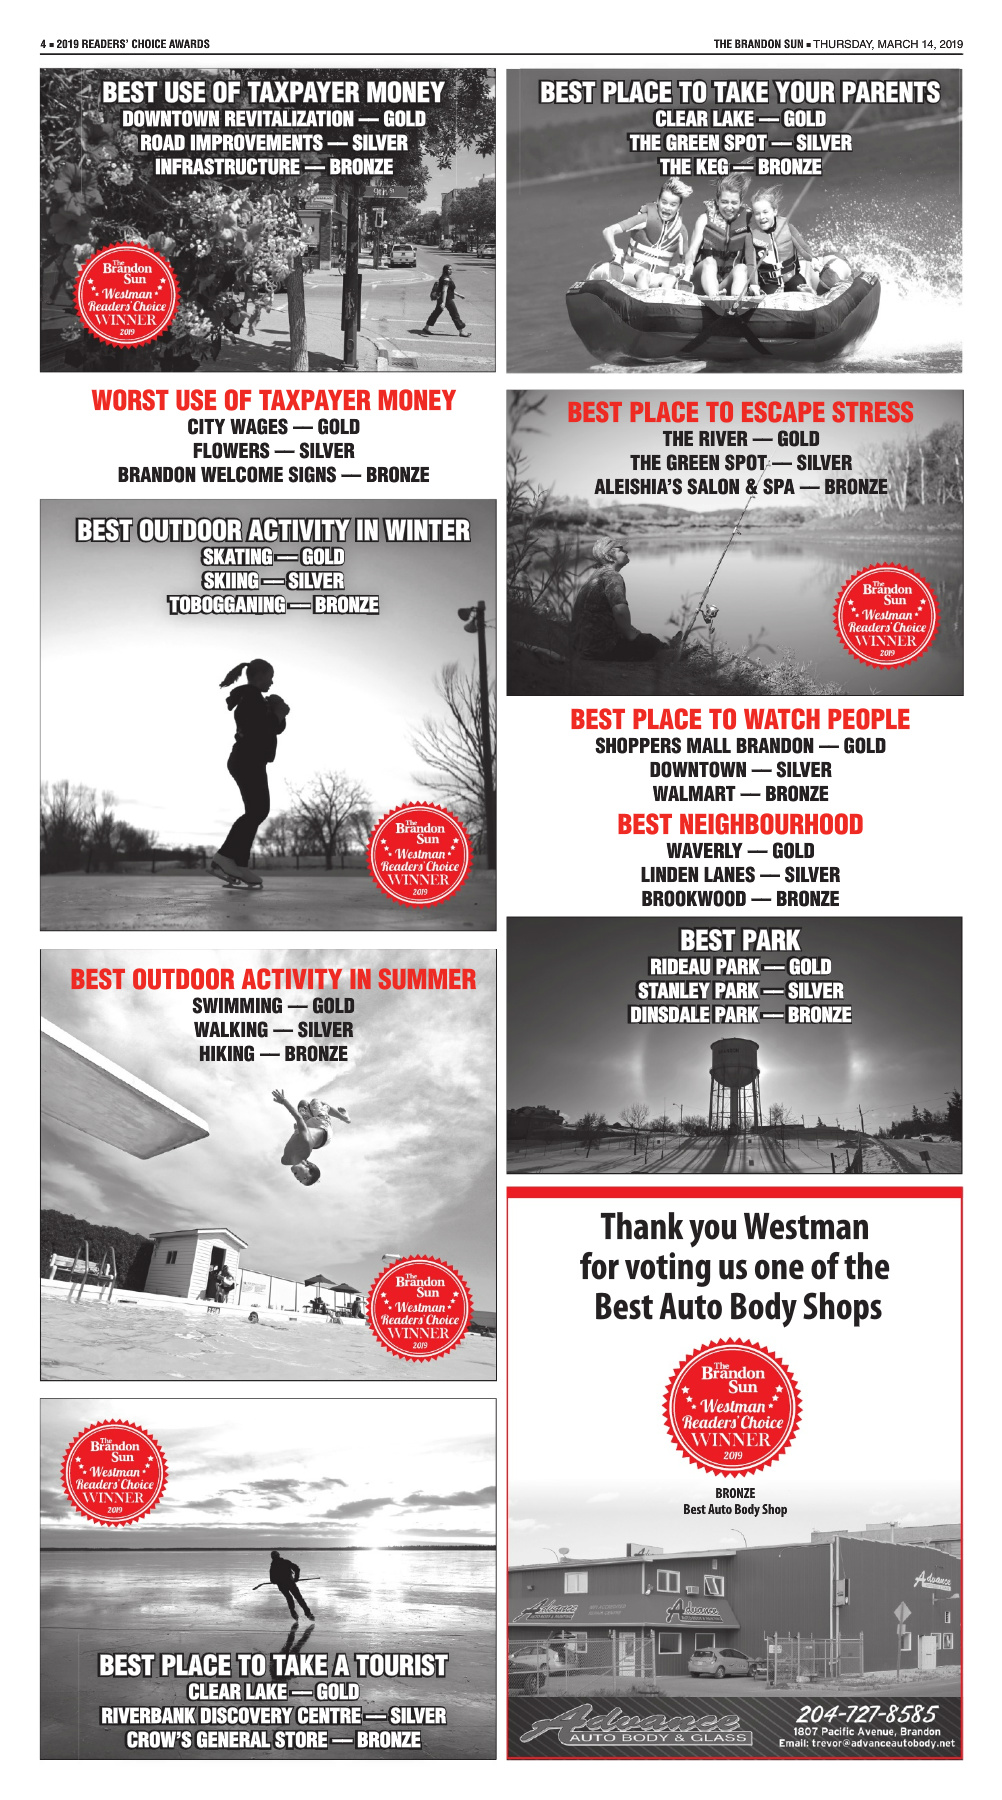 4 ▪ 2019 READERS' CHOICE AWARDS
THE BRANDON SUN ▪ THURSDAY, MARCH 14, 2019
BEST USE OF TAXPAYER MONEY
DOWNTOWN REVITALIZATION — GOLD
ROAD IMPROVEMENTS — SILVER
INFRASTRUCTURE — BRONZE
The
Brandon
Sun
Westman
Readers' Choice
WINNER
2019
WORST USE OF TAXPAYER MONEY
CITY WAGES — GOLD
FLOWERS — SILVER
BRANDON WELCOME SIGNS — BRONZE
BEST OUTDOOR ACTIVITY IN WINTER
SKATING — GOLD
SKIING — SILVER
TOBOGGANING — BRONZE
The
Brandon
Sun
Westman
Readers' Choice
WINNER
2019
BEST OUTDOOR ACTIVITY IN SUMMER
SWIMMING — GOLD
WALKING — SILVER
HIKING — BRONZE
The
Brandon
Sun
Westman
Readers' Choice
WINNER
2019
The
Brandon
Sun
Westman
Readers' Choice
WINNER
2019
BEST PLACE TO TAKE A TOURIST
CLEAR LAKE — GOLD
RIVERBANK DISCOVERY CENTRE — SILVER
CROW'S GENERAL STORE — BRONZE
BEST PLACE TO TAKE YOUR PARENTS
CLEAR LAKE — GOLD
THE GREEN SPOT — SILVER
THE KEG — BRONZE
BEST PLACE TO ESCAPE STRESS
THE RIVER — GOLD
THE GREEN SPOT — SILVER
ALEISHIA'S SALON & SPA — BRONZE
The
Brandon
Sun
Westman
Readers' Choice
WINNER
2019
BEST PLACE TO WATCH PEOPLE
SHOPPERS MALL BRANDON — GOLD
DOWNTOWN — SILVER
WALMART — BRONZE
BEST NEIGHBOURHOOD
WAVERLY — GOLD
LINDEN LANES — SILVER
BROOKWOOD — BRONZE
BEST PARK
RIDEAU PARK — GOLD
STANLEY PARK — SILVER
DINSDALE PARK — BRONZE
Thank you Westman
for voting us one of the
Best Auto Body Shops
The
Brandon
Sun
Westman
Readers' Choice
WINNER
2019
BRONZE
Best Auto Body Shop
Advance
Advance
Advance
Advance
AUTO BODY & GLASS
204-727-8585
1807 Pacific Avenue, Brandon
Email: trevor@advanceautobody.net